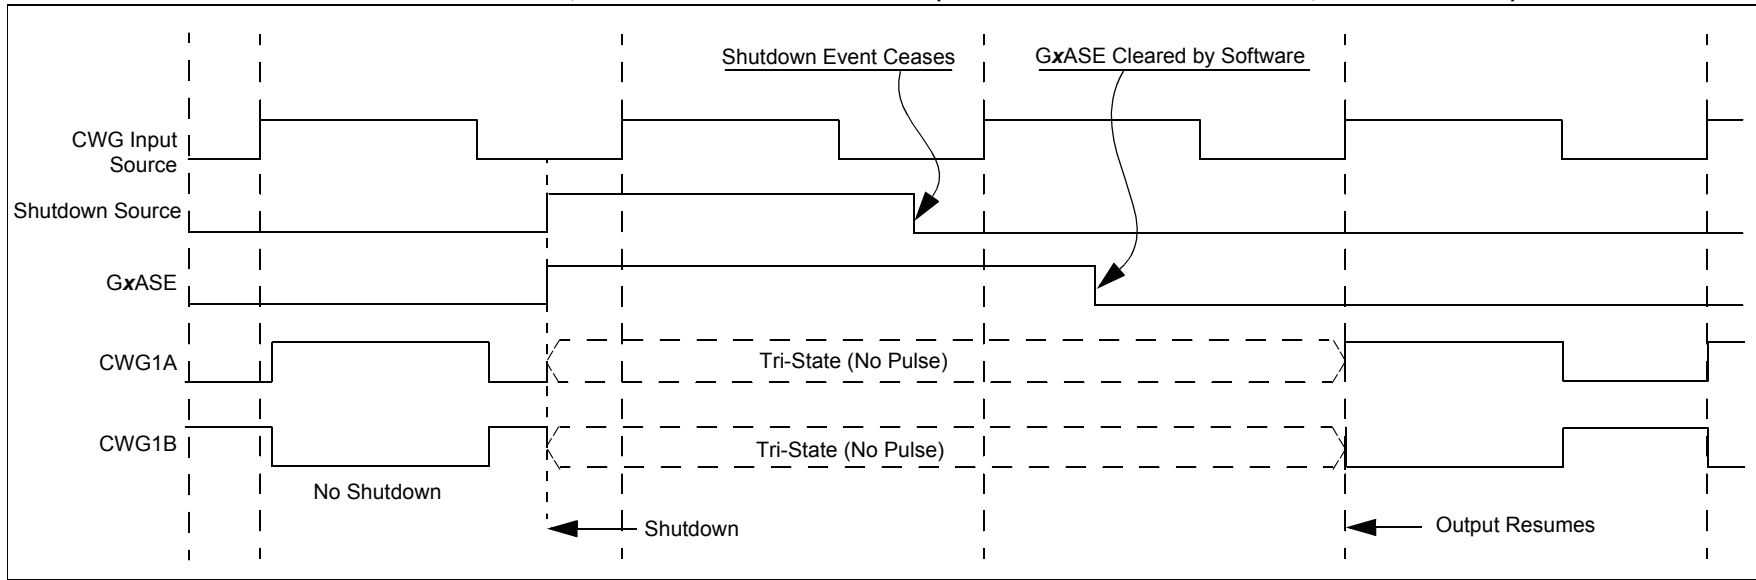 Shutdown Event Ceases
GxASE Cleared by Software
CWG Input
Source
Shutdown Source
GxASE
CWG1A
Tri-State (No Pulse)
CWG1B
Tri-State (No Pulse)
No Shutdown
Shutdown
Output Resumes